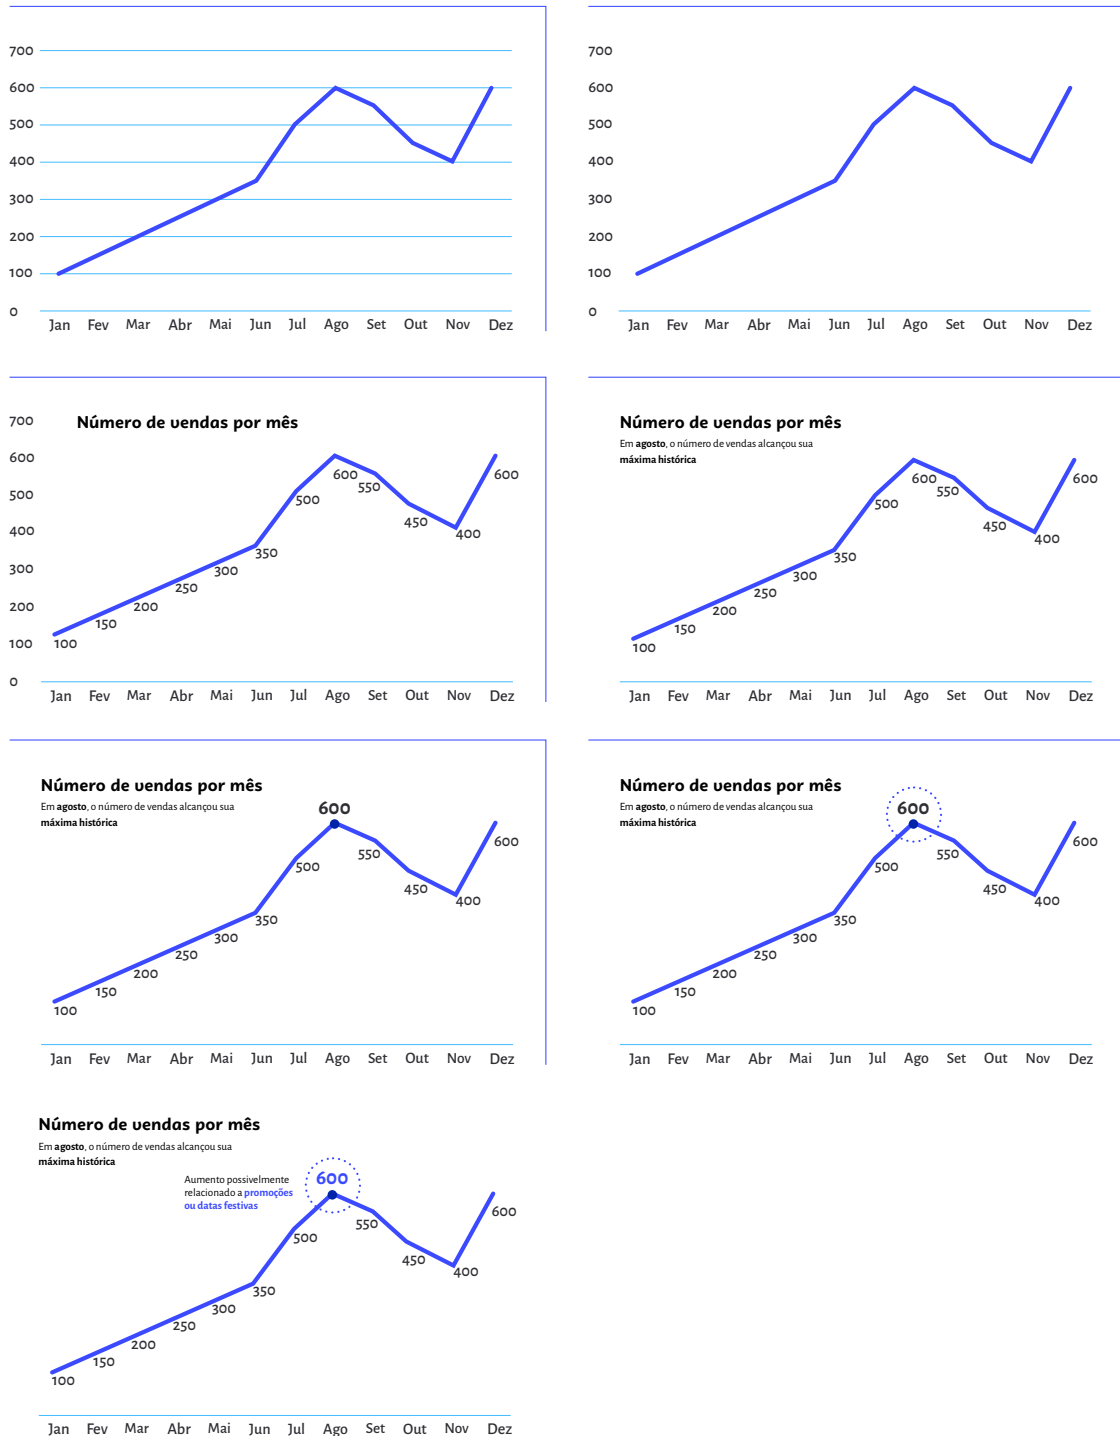 700
600
500
400
300
200
100
0
Jan Fev Mar Abr Mai Jun Jul Ago Set Out Nov Dez
700
600
500
400
300
200
100
0
Jan Fev Mar Abr Mai Jun Jul Ago Set Out Nov Dez
Número de vendas por mês
700
600
500
400
300
200
100
0
100 150 200 250 300 350 500 600 550 450 400 600
Jan Fev Mar Abr Mai Jun Jul Ago Set Out Nov Dez
Número de vendas por mês
Em agosto, o número de vendas alcançou sua
máxima histórica
100 150 200 250 300 350 500 600 550 450 400 600
Jan Fev Mar Abr Mai Jun Jul Ago Set Out Nov Dez
Número de vendas por mês
Em agosto, o número de vendas alcançou sua
máxima histórica
100 150 200 250 300 350 500 600 550 450 400 600
Jan Fev Mar Abr Mai Jun Jul Ago Set Out Nov Dez
Número de vendas por mês
Em agosto, o número de vendas alcançou sua
máxima histórica
100 150 200 250 300 350 500 600 550 450 400 600
Jan Fev Mar Abr Mai Jun Jul Ago Set Out Nov Dez
Número de vendas por mês
Em agosto, o número de vendas alcançou sua
máxima histórica
Aumento possivelmente
relacionado a promoções
ou datas festivas
100 150 200 250 300 350 500 600 550 450 400 600
Jan Fev Mar Abr Mai Jun Jul Ago Set Out Nov Dez